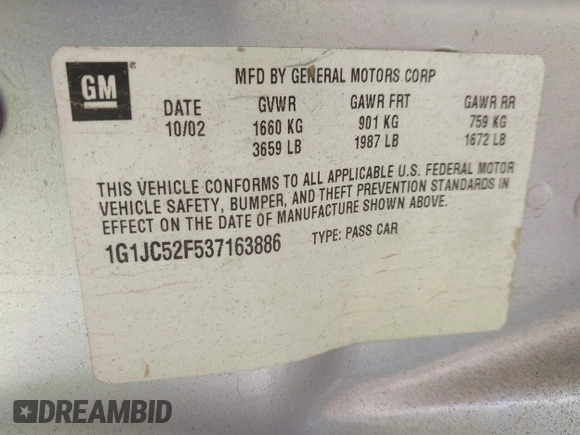 GM
®
MFD BY GENERAL MOTORS CORP
DATE GVWR GAWR FRT GAWR RR
10/02 1660 KG 901 KG 759 KG
3659 LB 1987 LB 1672 LB
THIS VEHICLE CONFORMS TO ALL APPLICABLE U.S. FEDERAL MOTOR
VEHICLE SAFETY, BUMPER, AND THEFT PREVENTION STANDARDS IN
EFFECT ON THE DATE OF MANUFACTURE SHOWN ABOVE.
1G1JC52F537163886 TYPE: PASS CAR
DREAMBID